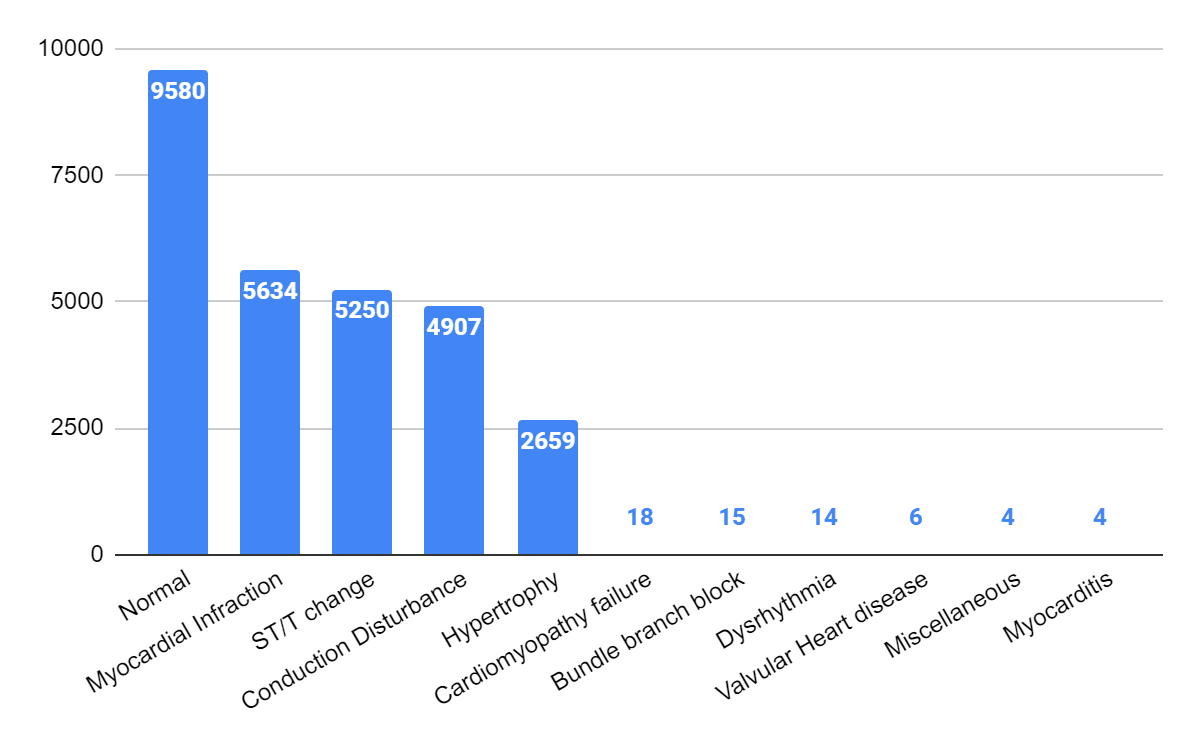 10000
7500
5000
2500
0
9580
5634
5250
4907
2659
18
15
14
6
4
4
Normal
Myocardial Infraction
ST/T change
Conduction Disturbance
Hypertrophy
Cardiomyopathy failure
Bundle branch block
Dysrhythmia
Valvular Heart disease
Miscellaneous
Myocarditis